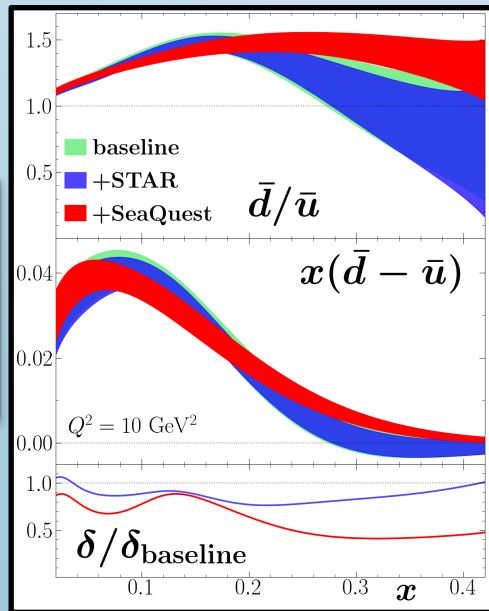 1.5
1.0
0.5
baseline
+STAR
+SeaQuest
d̄/ū
0.04
0.02
0.00
x(d̄ − ū)
Q² = 10 GeV²
1.0
0.5
δ/δbaseline
0.1 0.2 0.3 x 0.4